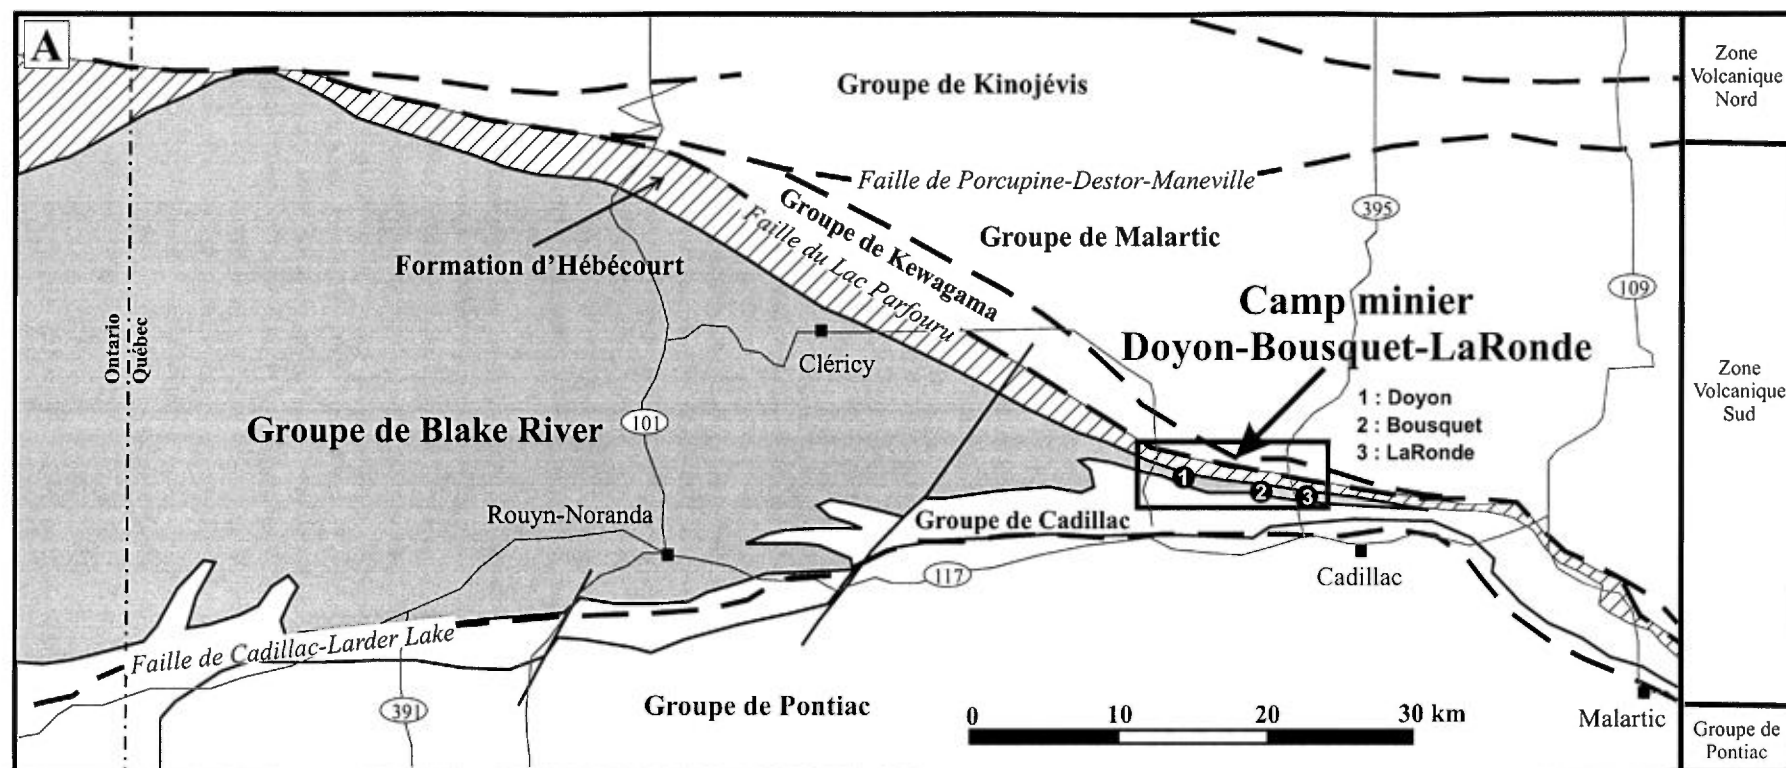 A
Zone
Volcanique
Nord
Groupe de Kinojévis
Faille de Porcupine-Destor-Maneville
395
Groupe de Kewagama
Groupe de Malartic
Faille du Lac Parfouru
Formation d'Hébécourt
109
Camp minier
Doyon-Bousquet-LaRonde
Ontario
Québec
Cléricy
Zone
Volcanique
Sud
1 : Doyon
2 : Bousquet
3 : LaRonde
Groupe de Blake River
101
1
2
3
Rouyn-Noranda
Groupe de Cadillac
117
Cadillac
Faille de Cadillac-Larder Lake
391
Groupe de Pontiac
0 10 20 30 km
Malartic
Groupe de
Pontiac